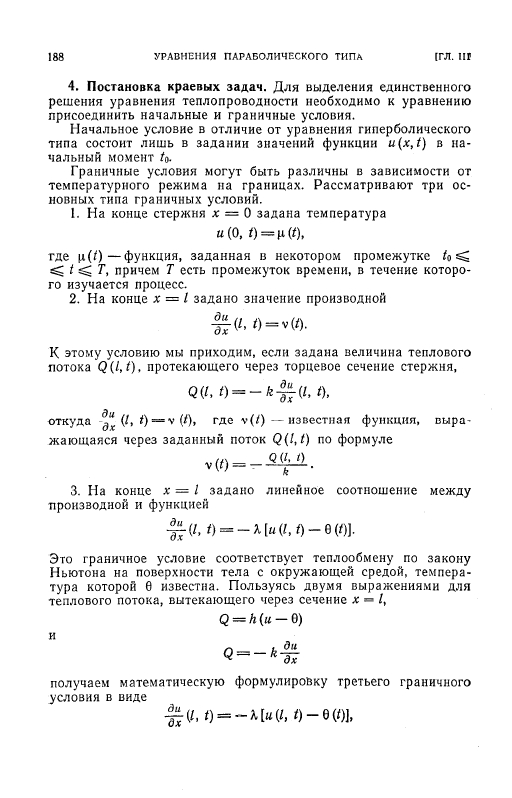 188 УРАВНЕНИЯ ПАРАБОЛИЧЕСКОГО ТИПА [ГЛ. III
4. Постановка краевых задач. Для выделения единственного
решения уравнения теплопроводности необходимо к уравнению
присоединить начальные и граничные условия.
Начальное условие в отличие от уравнения гиперболического
типа состоит лишь в задании значений функции u(x, t) в на-
чальный момент t₀.
Граничные условия могут быть различны в зависимости от
температурного режима на границах. Рассматривают три ос-
новных типа граничных условий.
1. На конце стержня x = 0 задана температура
u (0, t) = μ (t),
где μ(t) — функция, заданная в некотором промежутке t₀ ⩽
⩽ t ⩽ T, причем T есть промежуток времени, в течение которо-
го изучается процесс.
2. На конце x = l задано значение производной
∂u/∂x (l, t) = ν (t).
К этому условию мы приходим, если задана величина теплового
потока Q (l, t), протекающего через торцевое сечение стержня,
Q (l, t) = − k ∂u/∂x (l, t),
откуда ∂u/∂x (l, t) = ν (t), где ν (t) — известная функция, выра-
жающаяся через заданный поток Q (l, t) по формуле
ν (t) = − Q (l, t)/k .
3. На конце x = l задано линейное соотношение между
производной и функцией
∂u/∂x (l, t) = − λ [u (l, t) − θ (t)].
Это граничное условие соответствует теплообмену по закону
Ньютона на поверхности тела с окружающей средой, темпера-
тура которой θ известна. Пользуясь двумя выражениями для
теплового потока, вытекающего через сечение x = l,
Q = h (u − θ)
и
Q = − k ∂u/∂x
получаем математическую формулировку третьего граничного
условия в виде
∂u/∂x (l, t) = − λ [u (l, t) − θ (t)],